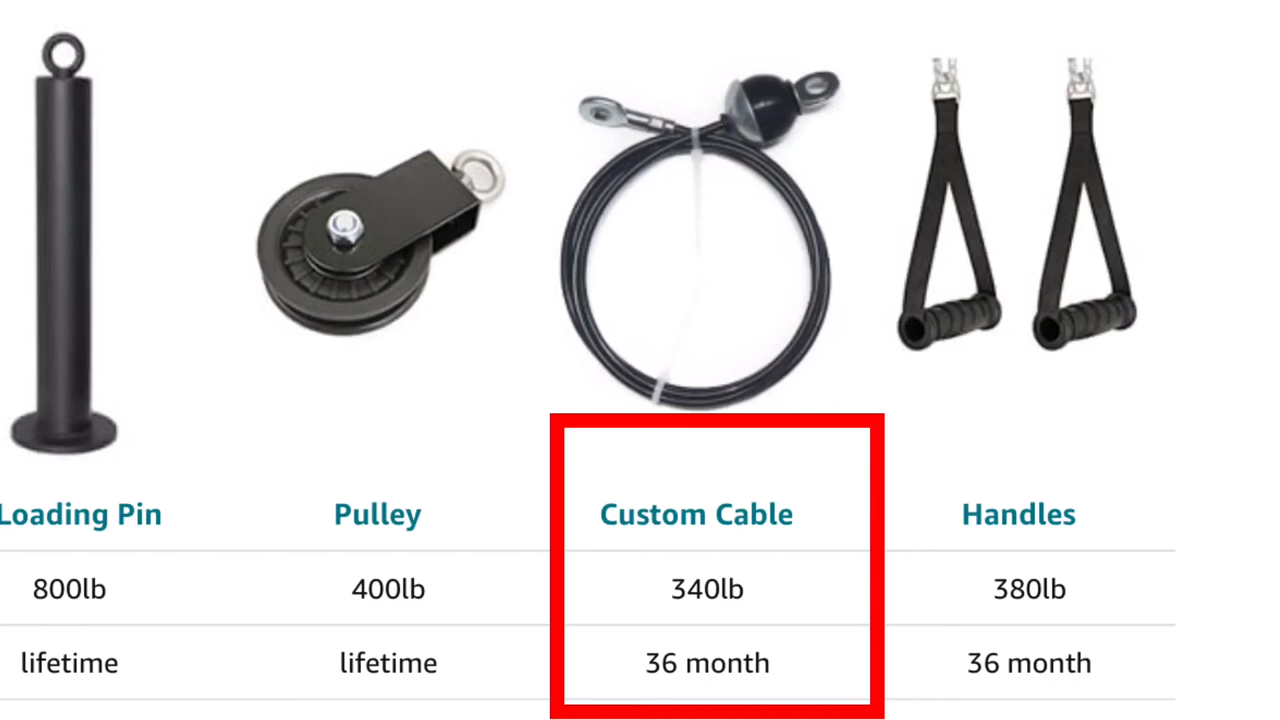 Loading Pin Pulley Custom Cable Handles
800lb 400lb 340lb 380lb
lifetime lifetime 36 month 36 month